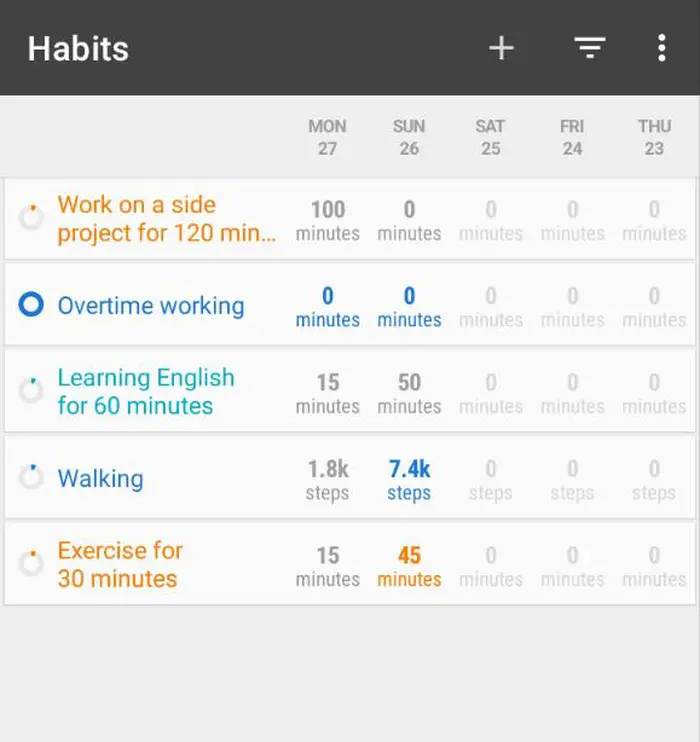 Habits
MON SUN SAT FRI THU
27 26 25 24 23
Work on a side
project for 120 min...
100 0 0 0 0
minutes minutes minutes minutes minutes
Overtime working
0 0 0 0 0
minutes minutes minutes minutes minutes
Learning English
for 60 minutes
15 50 0 0 0
minutes minutes minutes minutes minutes
Walking
1.8k 7.4k 0 0 0
steps steps steps steps steps
Exercise for
30 minutes
15 45 0 0 0
minutes minutes minutes minutes minutes